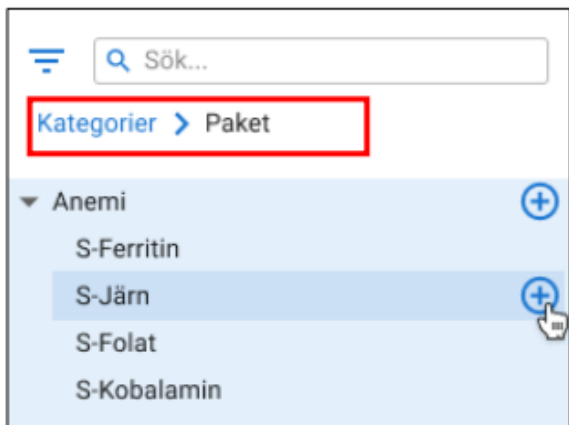 Sök...
Kategorier > Paket
Anemi
S-Ferritin
S-Järn
S-Folat
S-Kobalamin